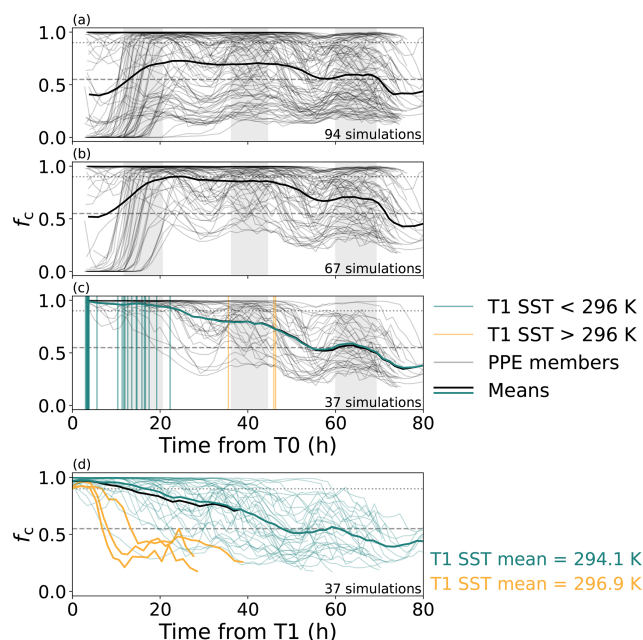 (a)
1.0
0.5
0.0
94 simulations
(b)
1.0
0.5
0.0
67 simulations
fc
(c)
1.0
0.5
0.0
37 simulations
0 20 40 60 80
Time from T0 (h)
T1 SST < 296 K
T1 SST > 296 K
PPE members
Means
(d)
1.0
0.5
0.0
fc
37 simulations
0 20 40 60 80
Time from T1 (h)
T1 SST mean = 294.1 K
T1 SST mean = 296.9 K